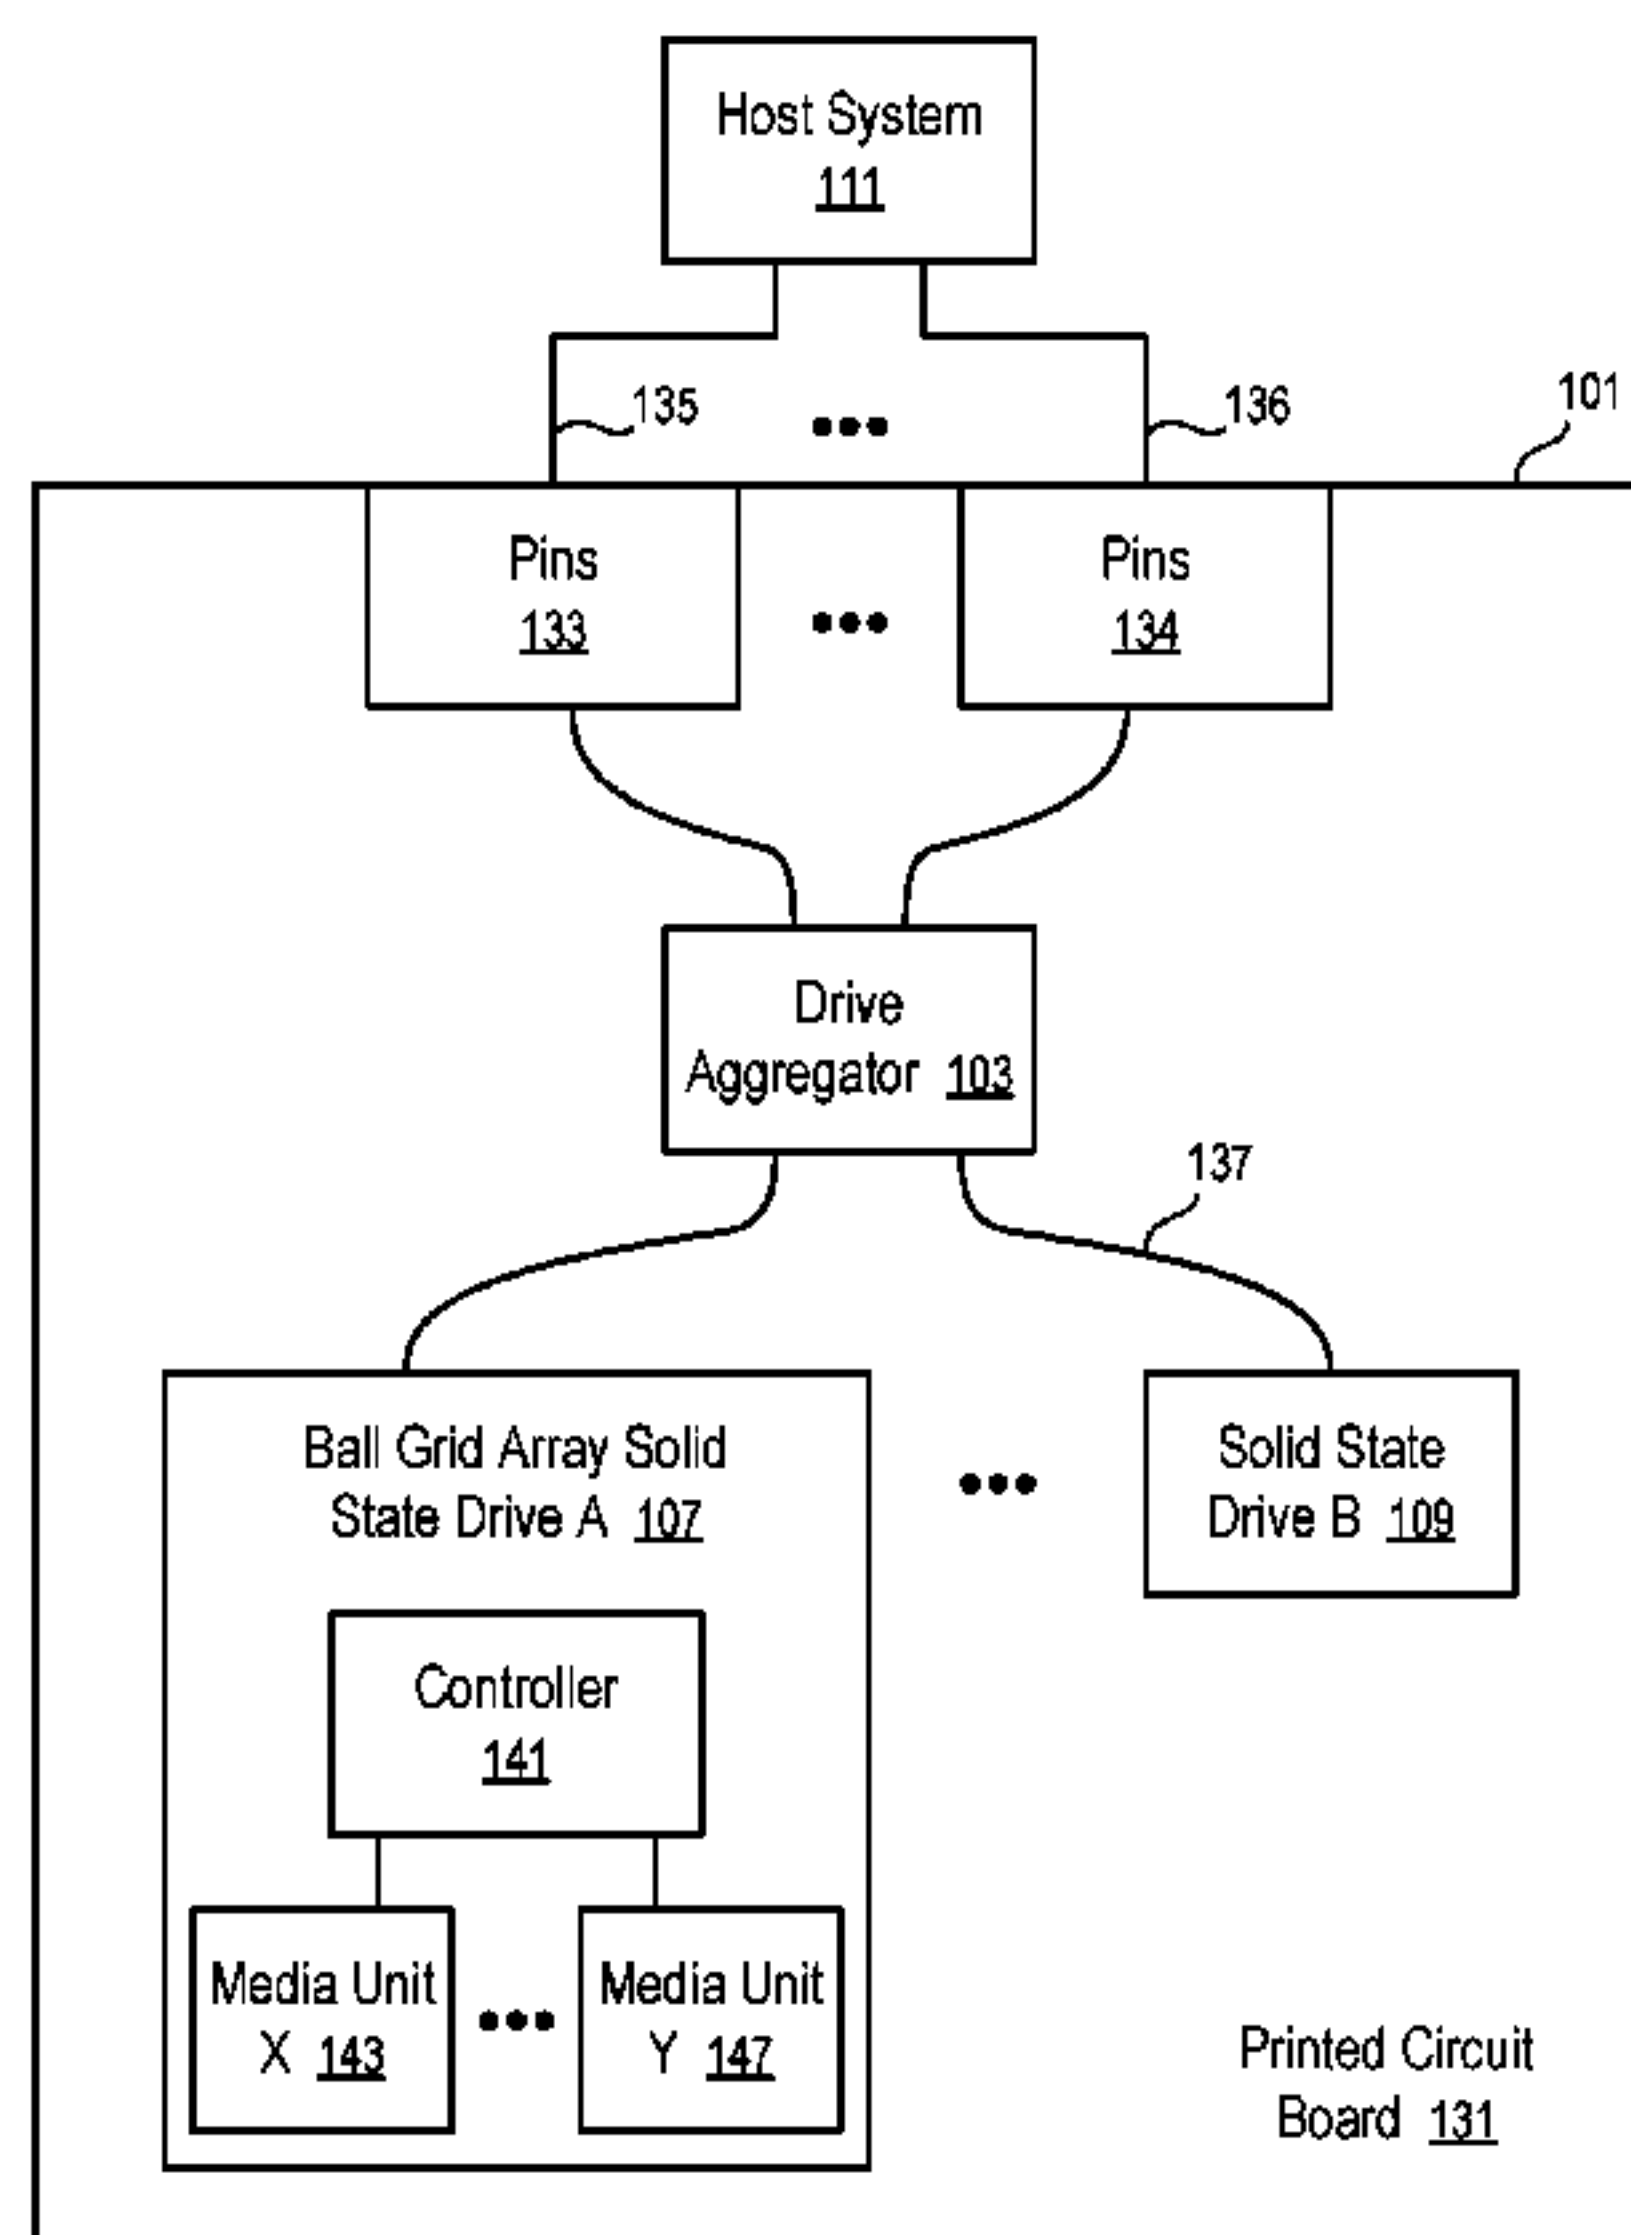 Host System
111
135
136
101
Pins
133
Pins
134
Drive
Aggregator 103
137
Ball Grid Array Solid
State Drive A 107
Solid State
Drive B 109
Controller
141
Media Unit
X 143
Media Unit
Y 147
Printed Circuit
Board 131